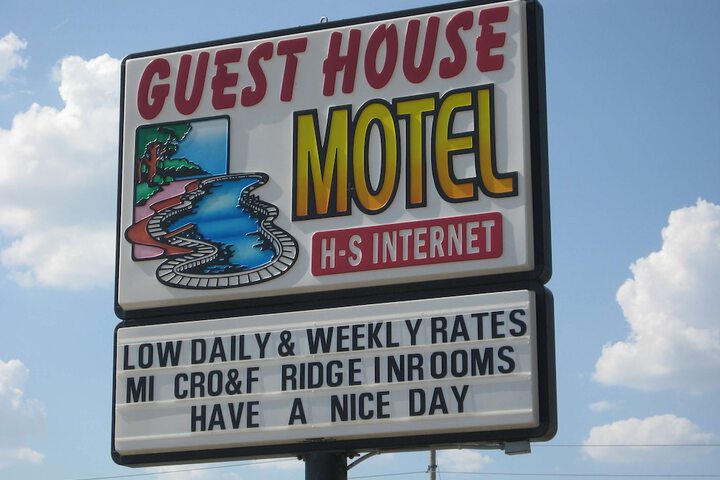 GUEST HOUSE
MOTEL
H-S INTERNET
LOW DAILY & WEEKLY RATES
MI CRO&F RIDGE INROOMS
HAVE A NICE DAY